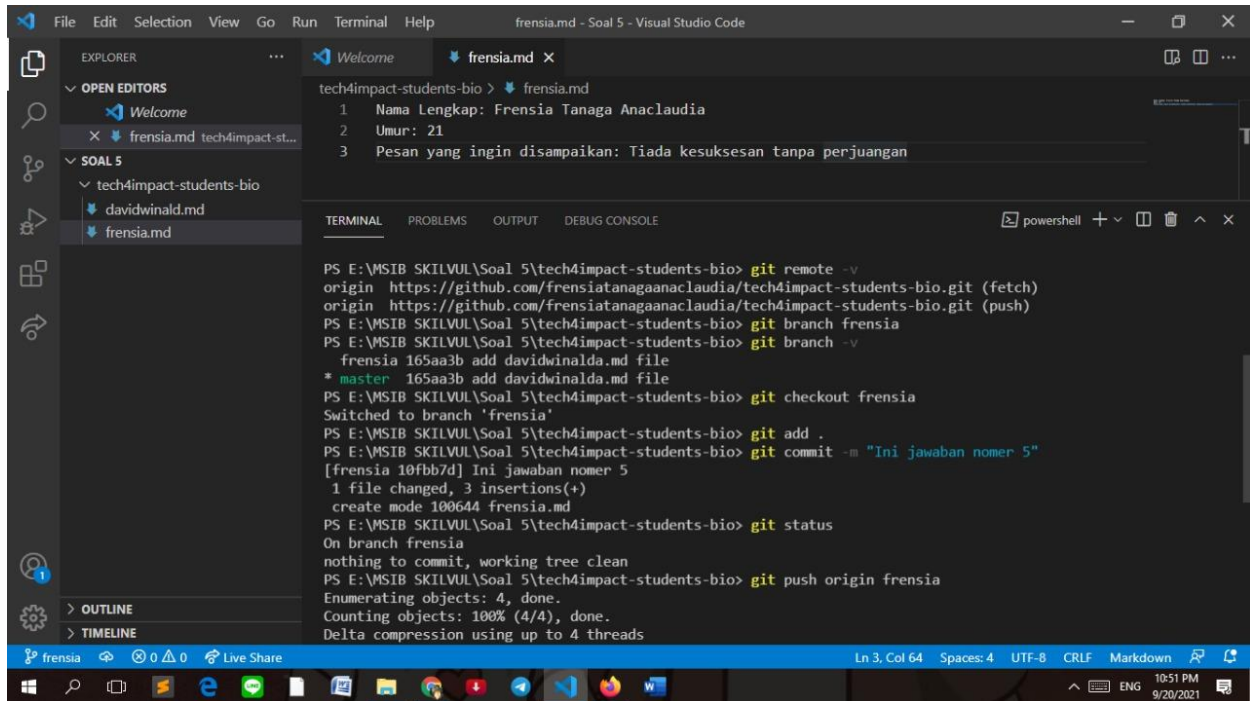 File Edit Selection View Go Run Terminal Help frensia.md - Soal 5 - Visual Studio Code
EXPLORER
Welcome
frensia.md
OPEN EDITORS
Welcome
frensia.md tech4impact-st...
SOAL 5
tech4impact-students-bio
davidwinald.md
frensia.md
tech4impact-students-bio > frensia.md
1 Nama Lengkap: Frensia Tanaga Anaclaudia
2 Umur: 21
3 Pesan yang ingin disampaikan: Tiada kesuksesan tanpa perjuangan
TERMINAL PROBLEMS OUTPUT DEBUG CONSOLE powershell
PS E:\MSIB SKILVUL\Soal 5\tech4impact-students-bio> git remote -v
origin https://github.com/frensiatanagaanaclaudia/tech4impact-students-bio.git (fetch)
origin https://github.com/frensiatanagaanaclaudia/tech4impact-students-bio.git (push)
PS E:\MSIB SKILVUL\Soal 5\tech4impact-students-bio> git branch frensia
PS E:\MSIB SKILVUL\Soal 5\tech4impact-students-bio> git branch -v
frensia 165aa3b add davidwinalda.md file
* master 165aa3b add davidwinalda.md file
PS E:\MSIB SKILVUL\Soal 5\tech4impact-students-bio> git checkout frensia
Switched to branch 'frensia'
PS E:\MSIB SKILVUL\Soal 5\tech4impact-students-bio> git add .
PS E:\MSIB SKILVUL\Soal 5\tech4impact-students-bio> git commit -m "Ini jawaban nomer 5"
[frensia 10fbb7d] Ini jawaban nomer 5
1 file changed, 3 insertions(+)
create mode 100644 frensia.md
PS E:\MSIB SKILVUL\Soal 5\tech4impact-students-bio> git status
On branch frensia
nothing to commit, working tree clean
PS E:\MSIB SKILVUL\Soal 5\tech4impact-students-bio> git push origin frensia
Enumerating objects: 4, done.
Counting objects: 100% (4/4), done.
Delta compression using up to 4 threads
OUTLINE
TIMELINE
frensia 0 0 Live Share Ln 3, Col 64 Spaces: 4 UTF-8 CRLF Markdown
ENG 10:51 PM
9/20/2021